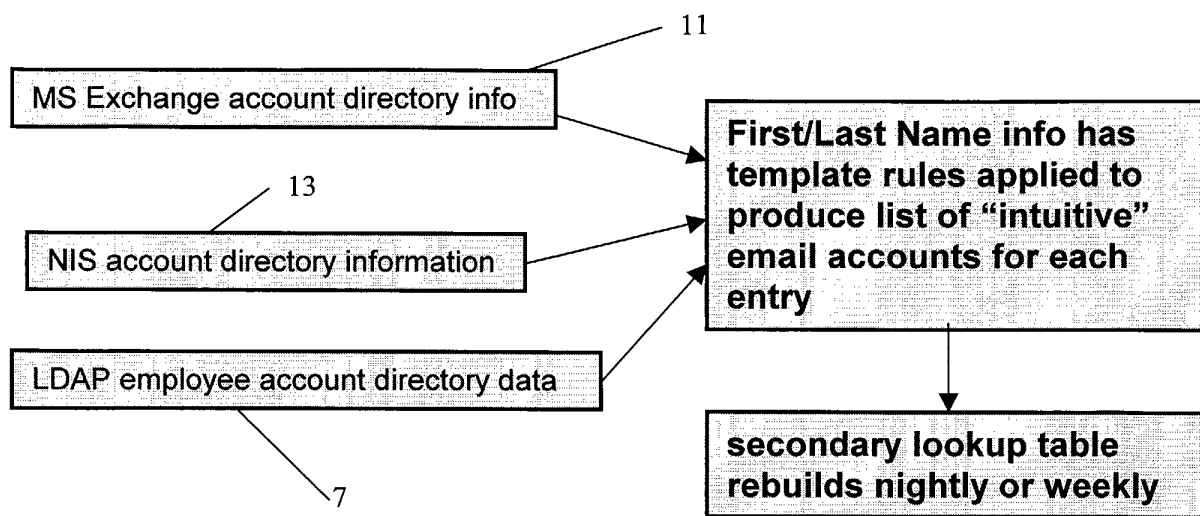 11
MS Exchange account directory info
13
NIS account directory information
LDAP employee account directory data
7
First/Last Name info has
template rules applied to
produce list of “intuitive”
email accounts for each
entry
secondary lookup table
rebuilds nightly or weekly